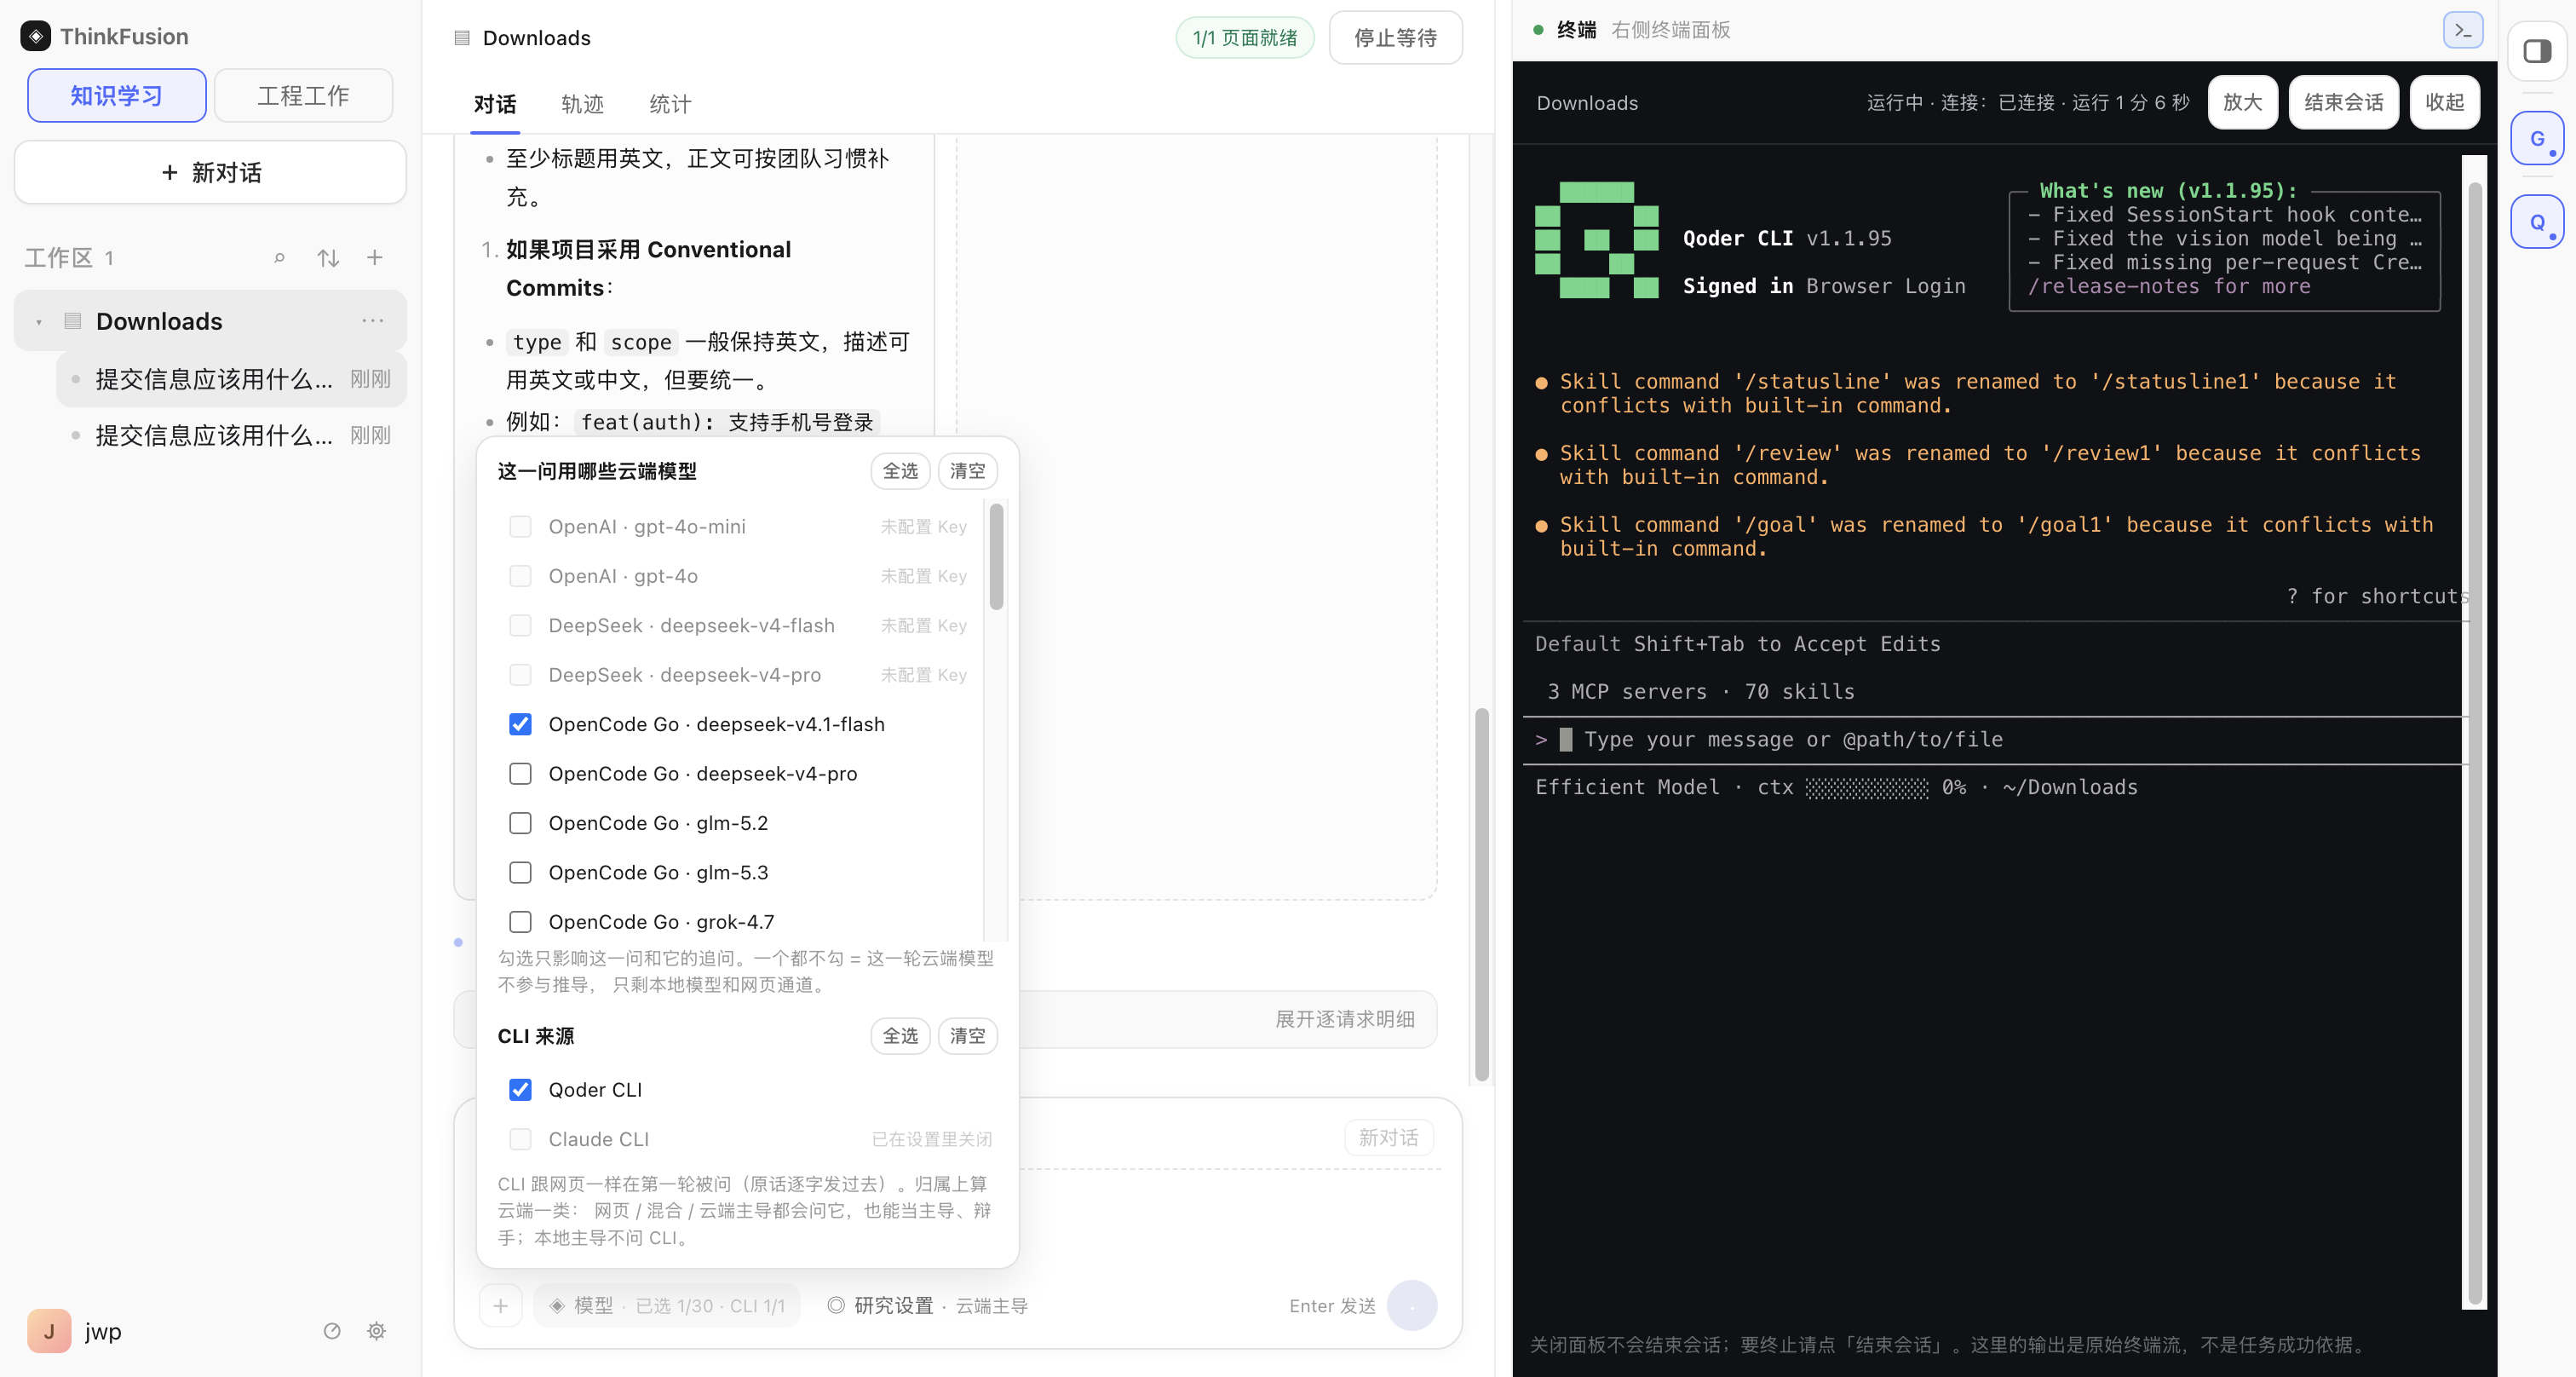 ThinkFusion
知识学习
工程工作
+ 新对话
工作区 1
Downloads
提交信息应该用什么... 刚刚
提交信息应该用什么... 刚刚
J jwp
Downloads
1/1 页面就绪
停止等待
对话
轨迹
统计
至少标题用英文，正文可按团队习惯补
充。
1. 如果项目采用 Conventional
Commits：
type 和 scope 一般保持英文，描述可
用英文或中文，但要统一。
例如： feat(auth): 支持手机号登录
这一问用哪些云端模型
全选
清空
OpenAI · gpt-4o-mini 未配置 Key
OpenAI · gpt-4o 未配置 Key
DeepSeek · deepseek-v4-flash 未配置 Key
DeepSeek · deepseek-v4-pro 未配置 Key
OpenCode Go · deepseek-v4.1-flash
OpenCode Go · deepseek-v4-pro
OpenCode Go · glm-5.2
OpenCode Go · glm-5.3
OpenCode Go · grok-4.7
勾选只影响这一问和它的追问。一个都不勾 = 这一轮云端模型
不参与推导， 只剩本地模型和网页通道。
CLI 来源
全选
清空
Qoder CLI
Claude CLI 已在设置里关闭
CLI 跟网页一样在第一轮被问（原话逐字发过去）。归属上算
云端一类： 网页 / 混合 / 云端主导都会问它，也能当主导、辩
手；本地主导不问 CLI。
展开逐请求明细
新对话
+
模型 · 已选 1/30 · CLI 1/1
研究设置 · 云端主导
Enter 发送
终端 右侧终端面板
Downloads
运行中 · 连接：已连接 · 运行 1 分 6 秒
放大
结束会话
收起
Qoder CLI v1.1.95
Signed in Browser Login
What's new (v1.1.95):
- Fixed SessionStart hook conte…
- Fixed the vision model being …
- Fixed missing per-request Cre…
/release-notes for more
● Skill command '/statusline' was renamed to '/statusline1' because it
conflicts with built-in command.
● Skill command '/review' was renamed to '/review1' because it conflicts
with built-in command.
● Skill command '/goal' was renamed to '/goal1' because it conflicts with
built-in command.
? for shortcuts
Default Shift+Tab to Accept Edits
3 MCP servers · 70 skills
> Type your message or @path/to/file
Efficient Model · ctx ░░░░░░░░░░ 0% · ~/Downloads
关闭面板不会结束会话；要终止请点「结束会话」。这里的输出是原始终端流，不是任务成功依据。
G
Q